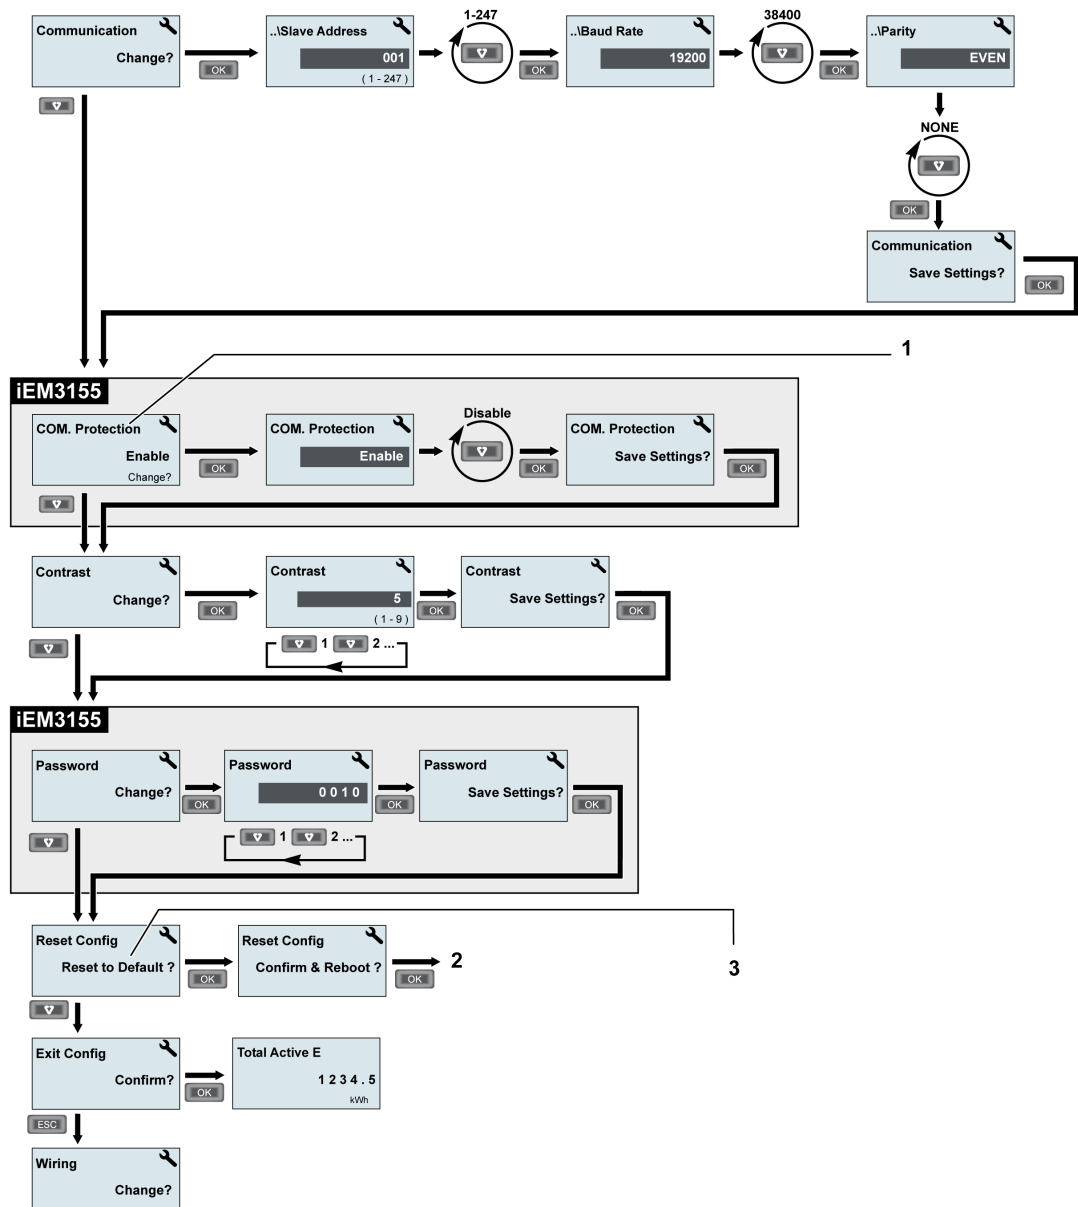 1-247
38400
Communication
Change?
OK
..\Slave Address
001
( 1 - 247 )
OK
..\Baud Rate
19200
OK
..\Parity
EVEN
NONE
OK
Communication
Save Settings?
OK
1
iEM3155
COM. Protection
Enable
Change?
OK
COM. Protection
Enable
Disable
OK
COM. Protection
Save Settings?
OK
Contrast
Change?
OK
Contrast
5
( 1 - 9 )
1 2 ...
OK
Contrast
Save Settings?
OK
iEM3155
Password
Change?
OK
Password
0 0 1 0
1 2 ...
OK
Password
Save Settings?
OK
Reset Config
Reset to Default ?
OK
Reset Config
Confirm & Reboot ?
OK
2
3
Exit Config
Confirm?
OK
Total Active E
1 2 3 4 . 5
kWh
ESC
Wiring
Change?